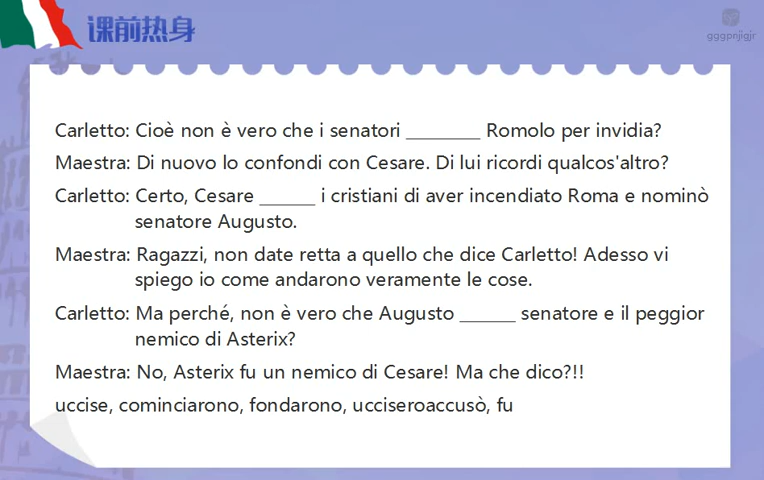 课前热身
gggpnjigjr
Carletto: Cioè non è vero che i senatori ________ Romolo per invidia?
Maestra: Di nuovo lo confondi con Cesare. Di lui ricordi qualcos'altro?
Carletto: Certo, Cesare ______ i cristiani di aver incendiato Roma e nominò
senatore Augusto.
Maestra: Ragazzi, non date retta a quello che dice Carletto! Adesso vi
spiego io come andarono veramente le cose.
Carletto: Ma perché, non è vero che Augusto ______ senatore e il peggior
nemico di Asterix?
Maestra: No, Asterix fu un nemico di Cesare! Ma che dico?!!
uccise, cominciarono, fondarono, ucciseroaccusò, fu